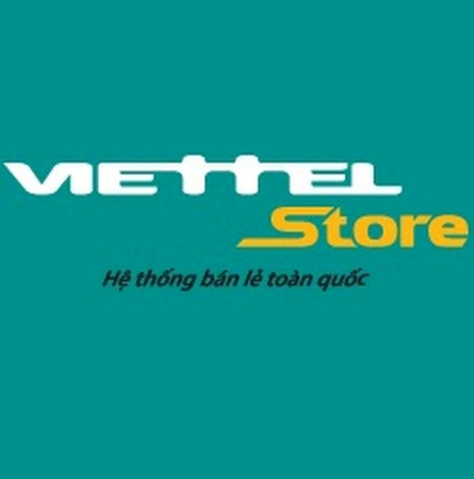 VIETTEL
Store
Hệ thống bán lẻ toàn quốc